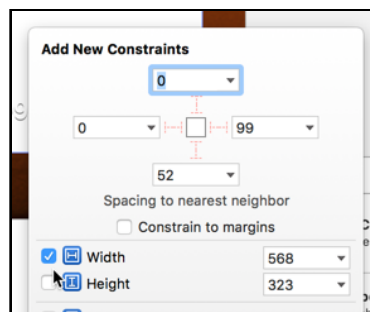 Add New Constraints
0
0 99
52
Spacing to nearest neighbor
Constrain to margins
Width 568
Height 323